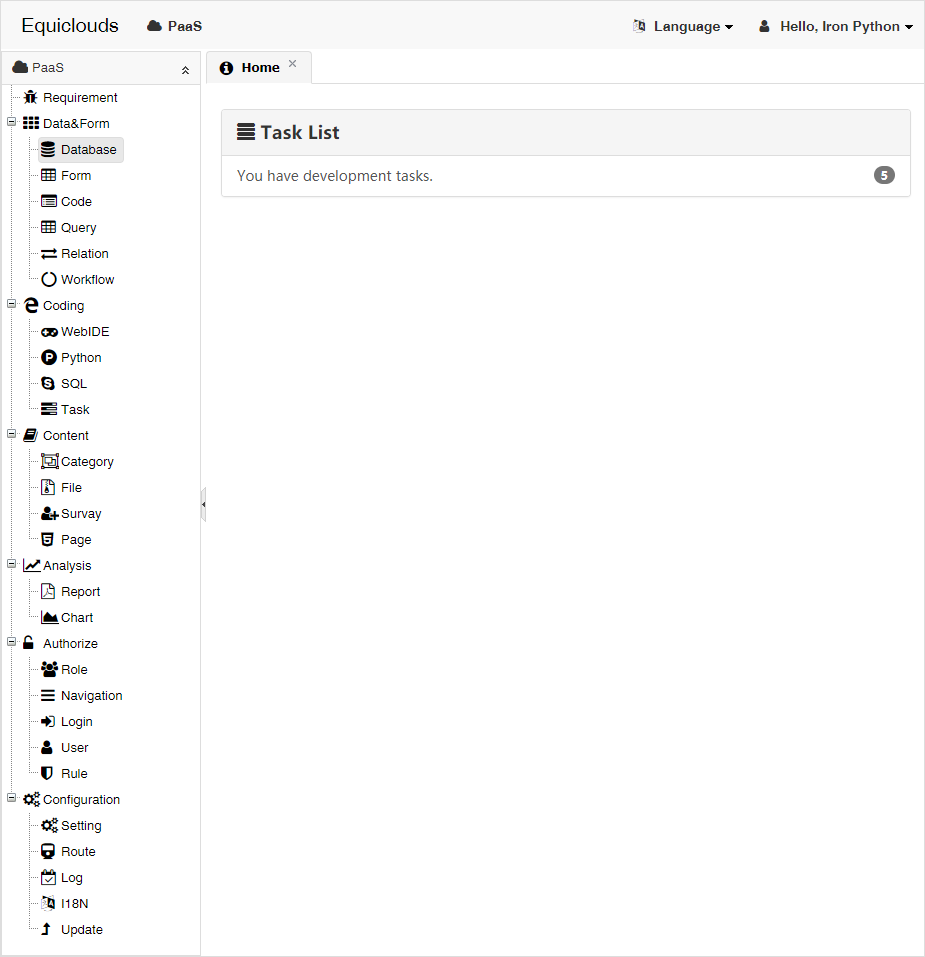 Equiclouds PaaS Language Hello, Iron Python
PaaS
Home
Requirement
Data&Form
Database
Form
Code
Query
Relation
Workflow
Coding
WebIDE
Python
SQL
Task
Content
Category
File
Survay
Page
Analysis
Report
Chart
Authorize
Role
Navigation
Login
User
Rule
Configuration
Setting
Route
Log
I18N
Update
Task List
You have development tasks. 5